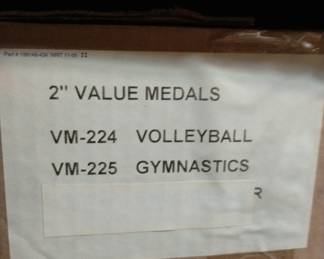 2" VALUE MEDALS
VM-224 VOLLEYBALL
VM-225 GYMNASTICS
R